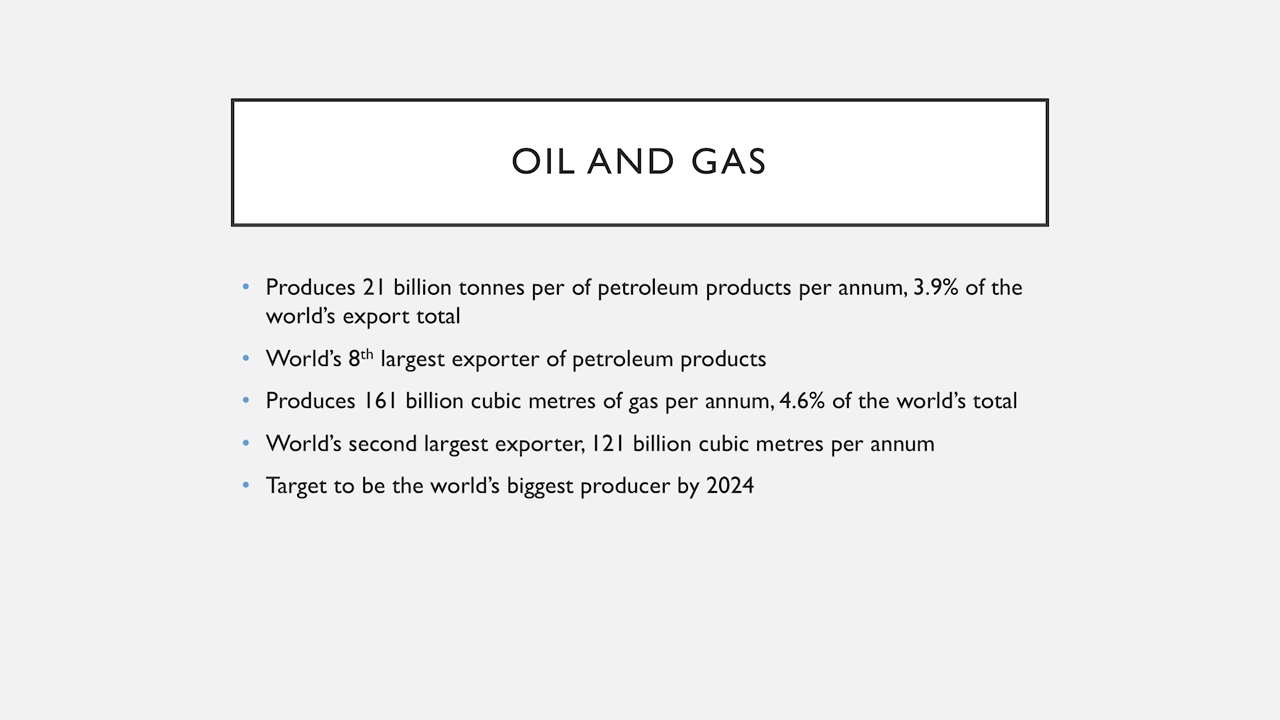 OIL AND GAS
• Produces 21 billion tonnes per of petroleum products per annum, 3.9% of the
world’s export total
• World’s 8th largest exporter of petroleum products
• Produces 161 billion cubic metres of gas per annum, 4.6% of the world’s total
• World’s second largest exporter, 121 billion cubic metres per annum
• Target to be the world’s biggest producer by 2024